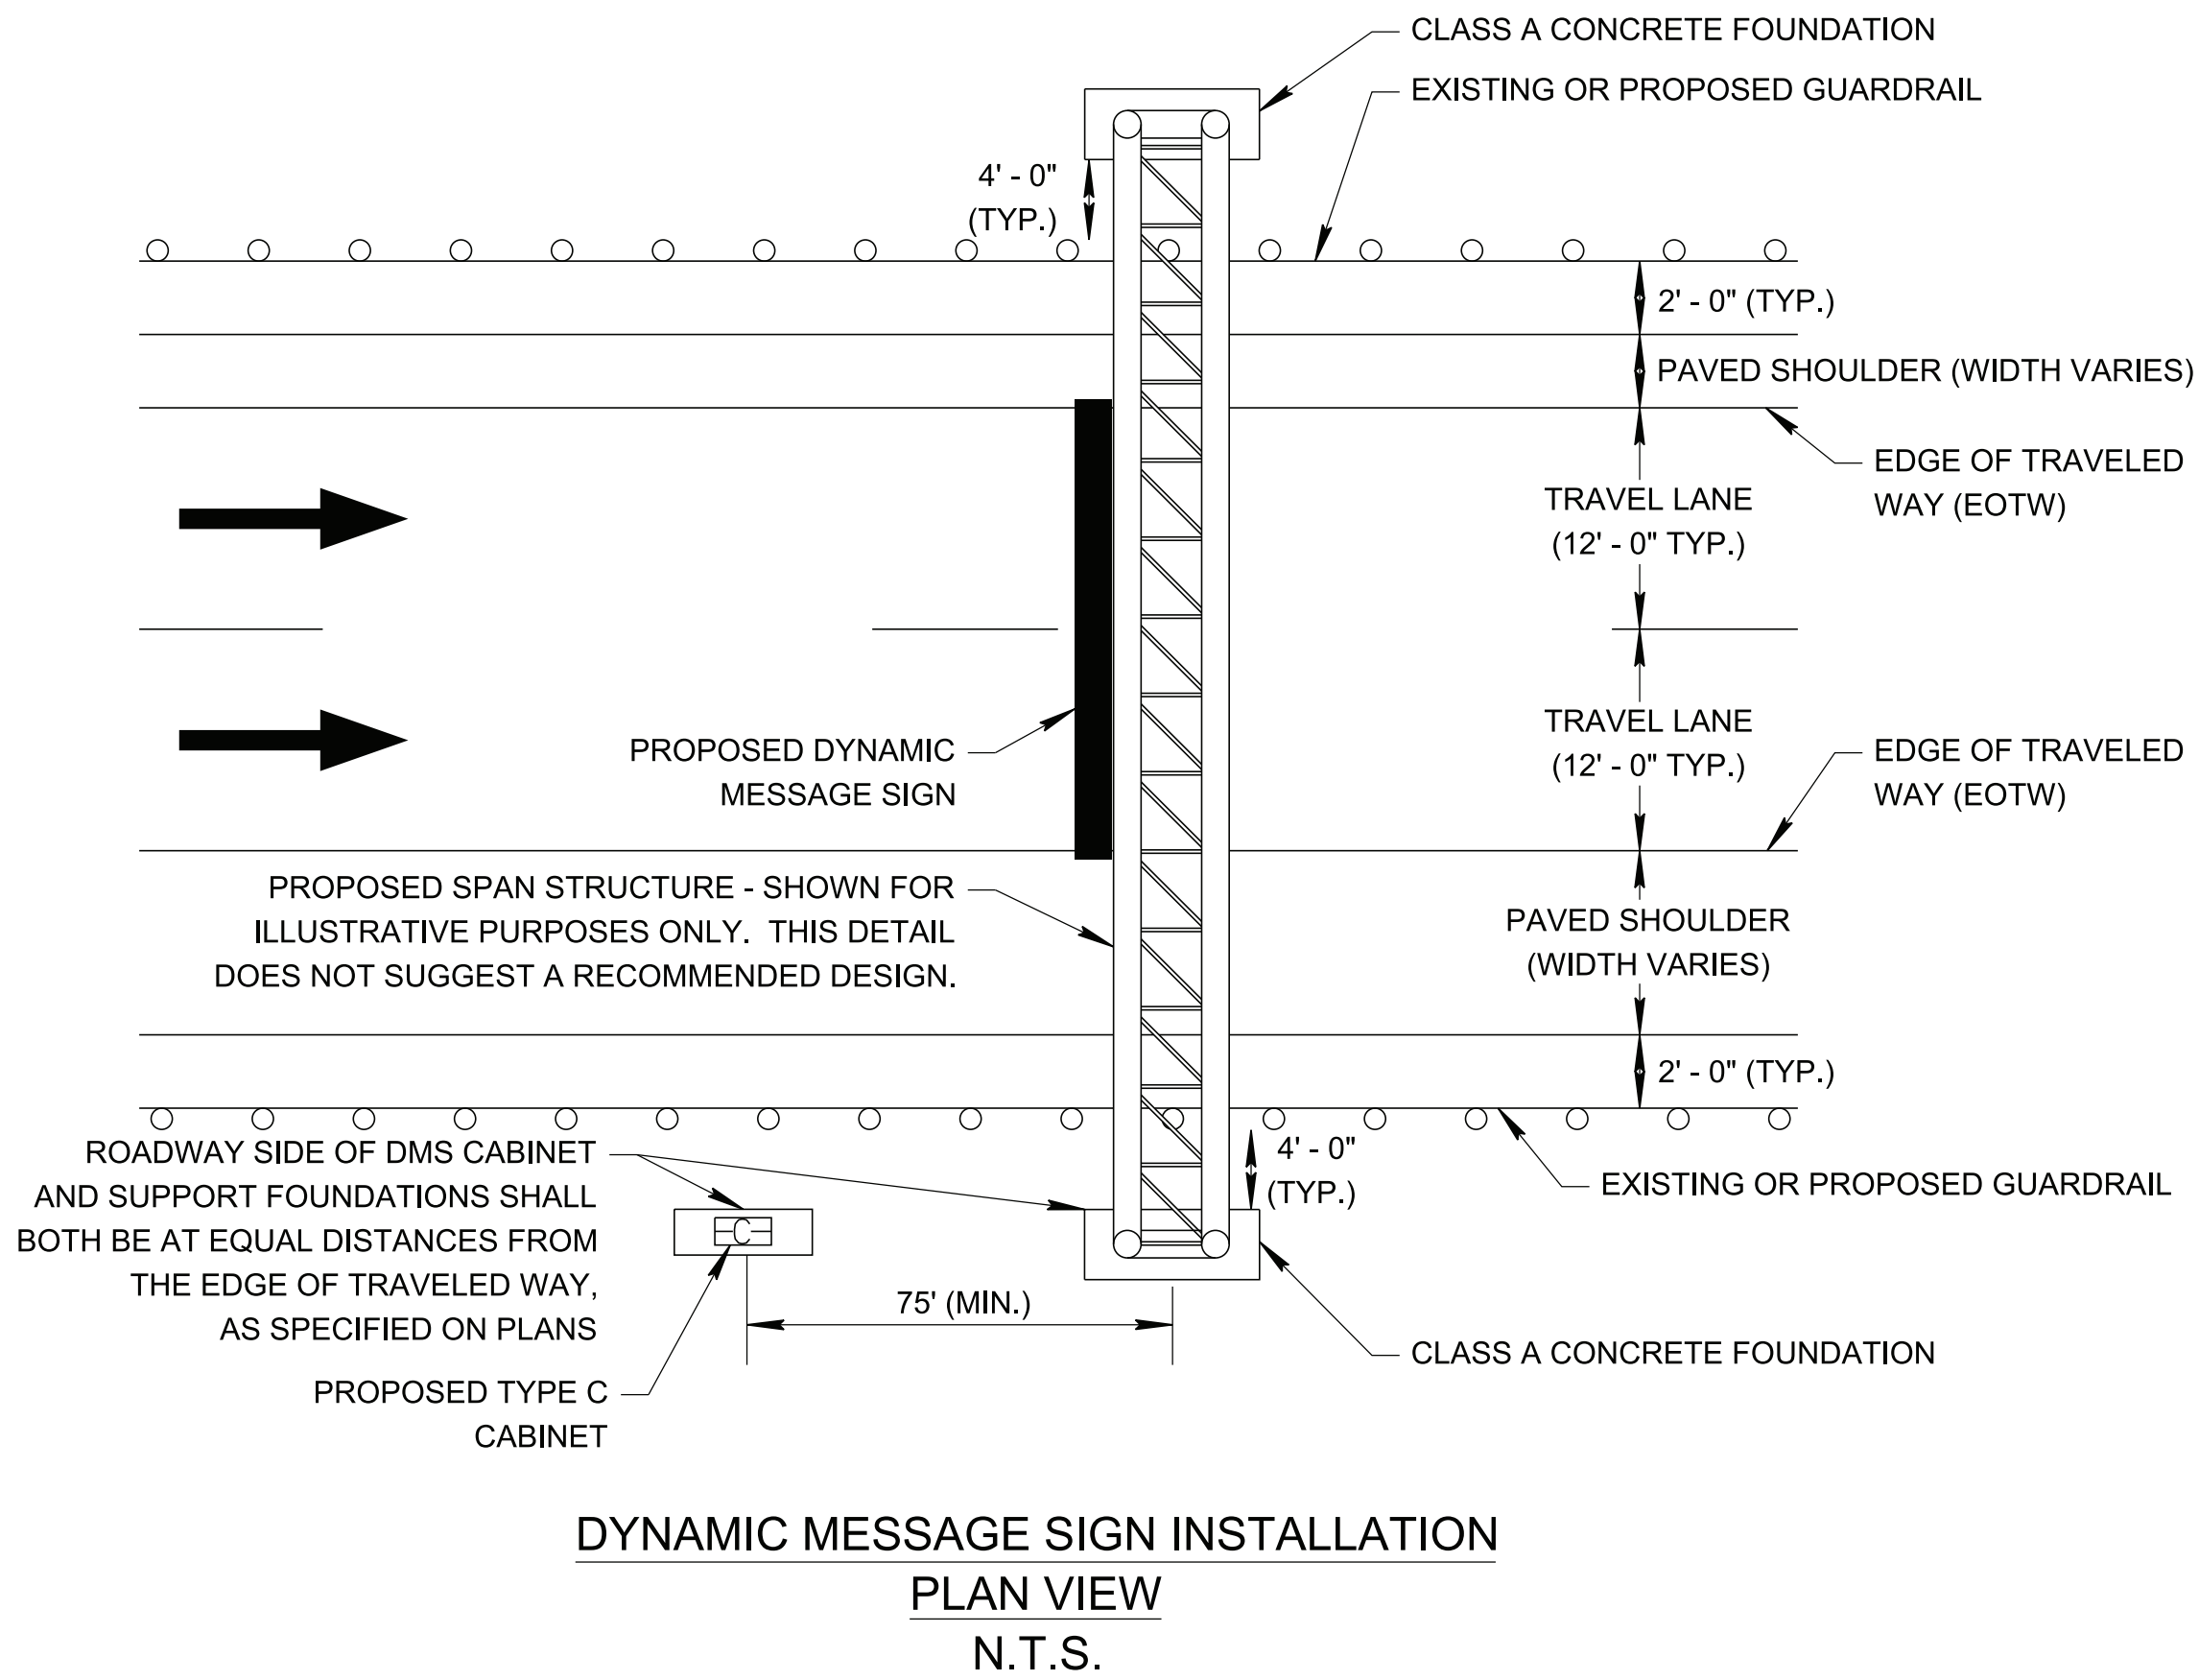 CLASS A CONCRETE FOUNDATION
EXISTING OR PROPOSED GUARDRAIL
4' - 0"
(TYP.)
2' - 0" (TYP.)
PAVED SHOULDER (WIDTH VARIES)
EDGE OF TRAVELED
WAY (EOTW)
TRAVEL LANE
(12' - 0" TYP.)
TRAVEL LANE
(12' - 0" TYP.)
EDGE OF TRAVELED
WAY (EOTW)
PROPOSED DYNAMIC
MESSAGE SIGN
PROPOSED SPAN STRUCTURE - SHOWN FOR
ILLUSTRATIVE PURPOSES ONLY. THIS DETAIL
DOES NOT SUGGEST A RECOMMENDED DESIGN.
PAVED SHOULDER
(WIDTH VARIES)
2' - 0" (TYP.)
ROADWAY SIDE OF DMS CABINET
AND SUPPORT FOUNDATIONS SHALL
BOTH BE AT EQUAL DISTANCES FROM
THE EDGE OF TRAVELED WAY,
AS SPECIFIED ON PLANS
4' - 0"
(TYP.)
EXISTING OR PROPOSED GUARDRAIL
C
75' (MIN.)
CLASS A CONCRETE FOUNDATION
PROPOSED TYPE C
CABINET
DYNAMIC MESSAGE SIGN INSTALLATION
PLAN VIEW
N.T.S.